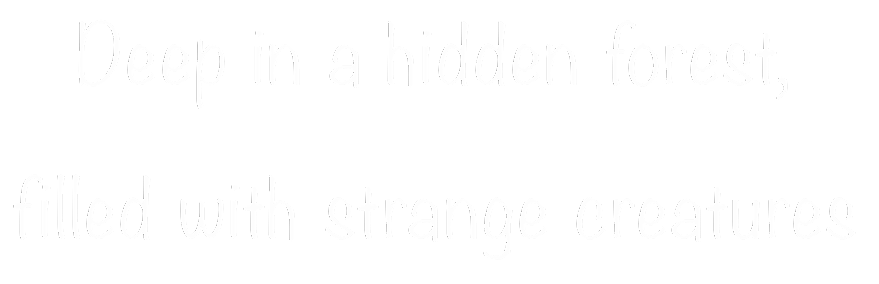 Deep in a hidden forest,
filled with strange creatures